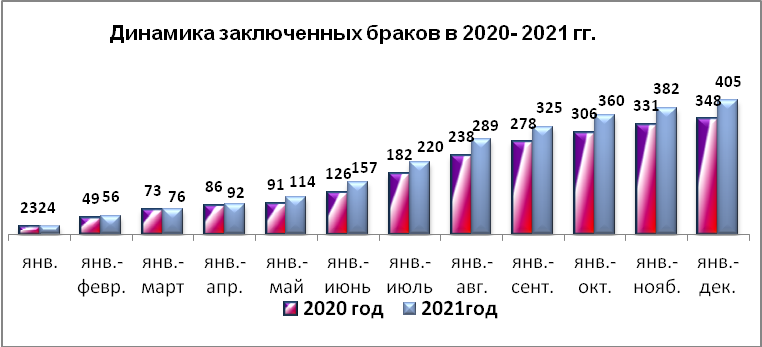 Динамика заключенных браков в 2020- 2021 гг.
23 24 49 56 73 76 86 92 91 114 126 157 182 220 238 289 278 325 306 360 331 382 348 405
янв. янв.- янв.- янв.- янв.- янв.- янв.- янв.- янв.- янв.- янв.- янв.-
февр. март апр. май июнь июль авг. сент. окт. нояб. дек.
2020 год 2021год